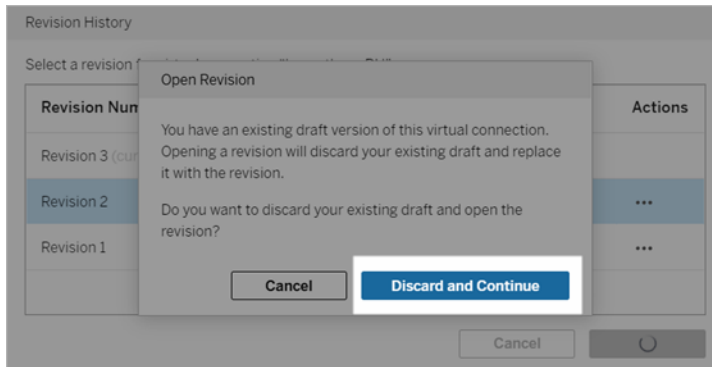 Revision History
Select a revision
Open Revision
Revision Num
Actions
You have an existing draft version of this virtual connection.
Opening a revision will discard your existing draft and replace
it with the revision.
Revision 3 (cur
Revision 2
•••
Do you want to discard your existing draft and open the
revision?
Revision 1
•••
Cancel
Discard and Continue
Cancel